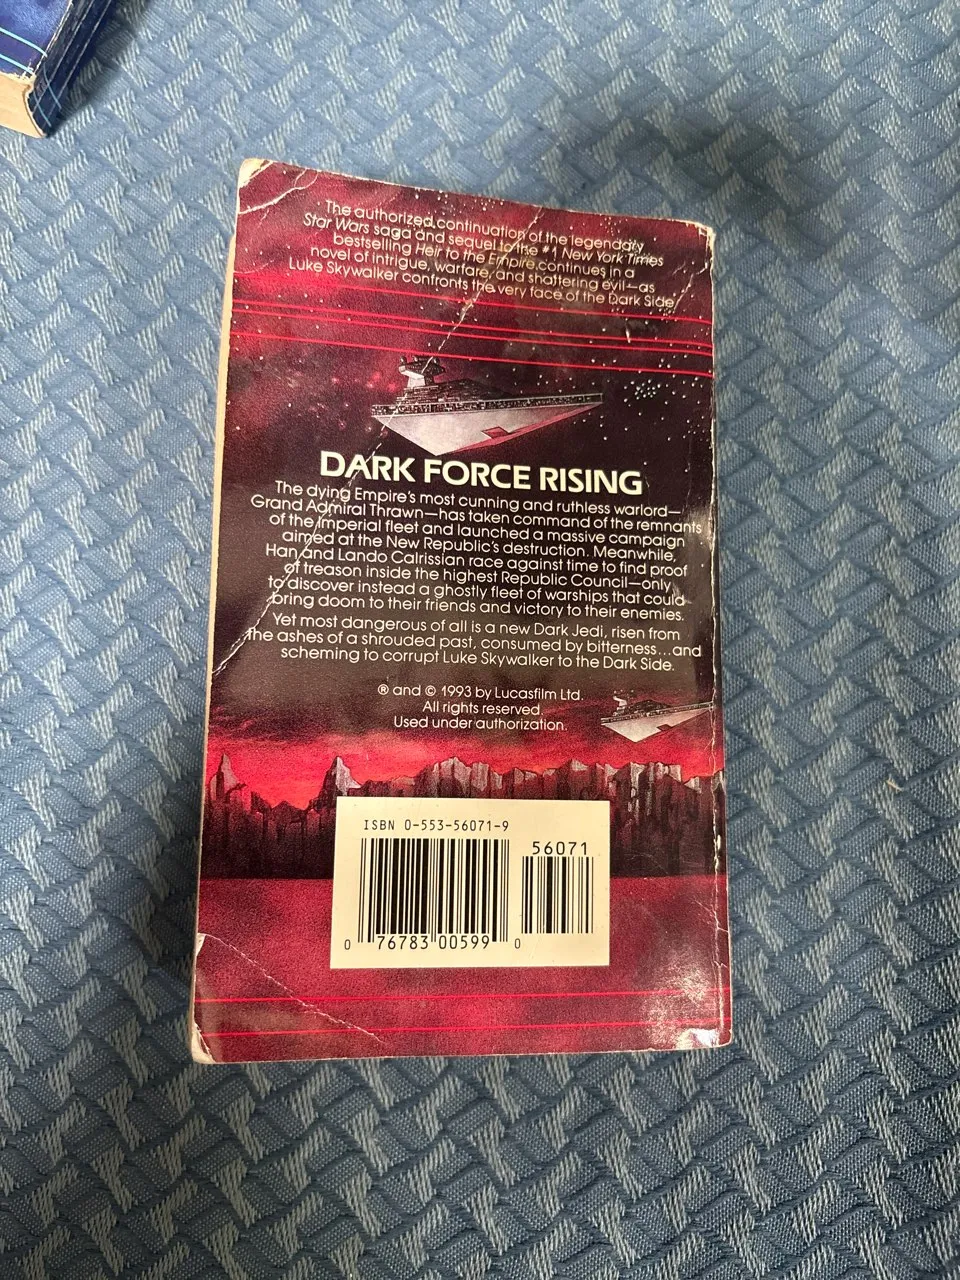 The authorized continuation of the legendary
Star Wars saga and sequel to the #1 New York Times
bestselling Heir to the Empire continues in a
novel of intrigue, warfare, and shattering evil—as
Luke Skywalker confronts the very face of the Dark Side
DARK FORCE RISING
The dying Empire's most cunning and ruthless warlord—
Grand Admiral Thrawn—has taken command of the remnants
of the Imperial fleet and launched a massive campaign
aimed at the New Republic's destruction. Meanwhile,
Han and Lando Calrissian race against time to find proof
of treason inside the highest Republic Council—only
to discover instead a ghostly fleet of warships that could
bring doom to their friends and victory to their enemies.
Yet most dangerous of all is a new Dark Jedi, risen from
the ashes of a shrouded past, consumed by bitterness...and
scheming to corrupt Luke Skywalker to the Dark Side.
® and © 1993 by Lucasfilm Ltd.
All rights reserved.
Used under authorization.
ISBN 0-553-56071-9
56071
0 76783 00599 0